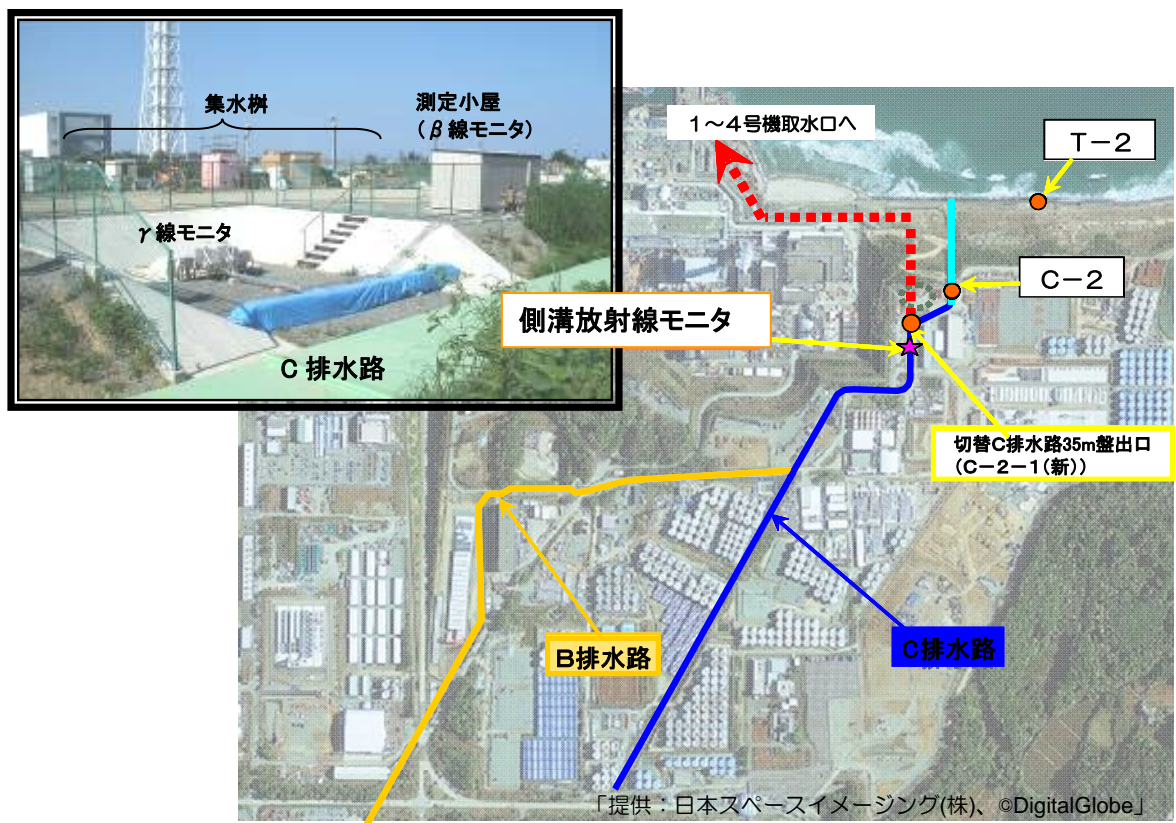 集水桝
測定小屋
（β線モニタ）
γ線モニタ
C排水路
1～4号機取水口へ
T－2
C－2
側溝放射線モニタ
切替C排水路35m盤出口
（C－2－1（新））
B排水路
C排水路
「提供：日本スペースイメージング(株)、©DigitalGlobe」